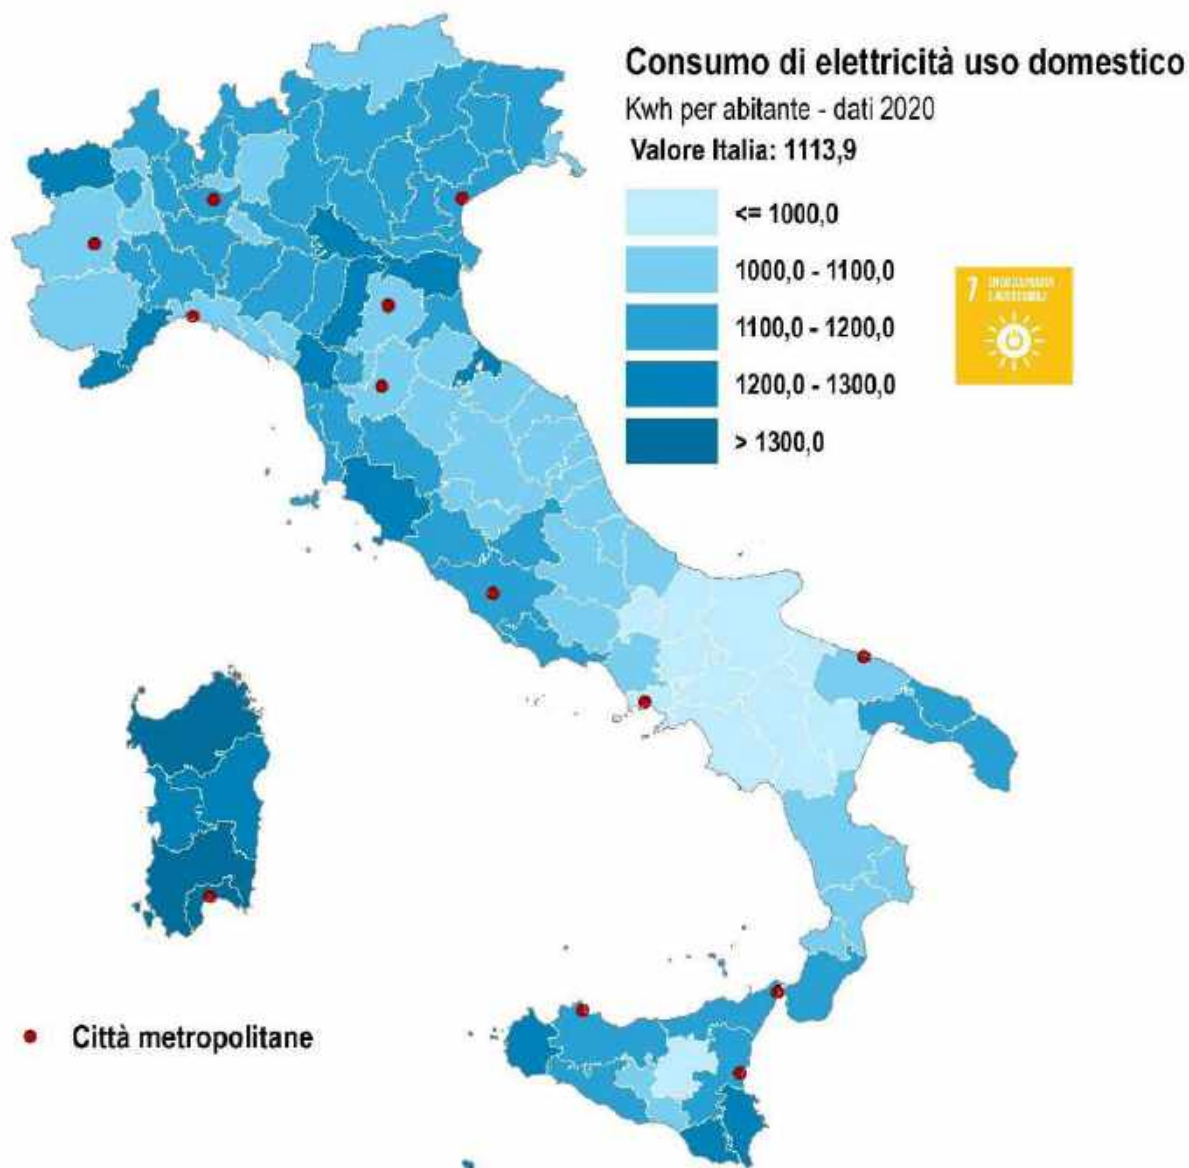 Consumo di elettricità uso domestico
Kwh per abitante - dati 2020
Valore Italia: 1113,9
<= 1000,0
1000,0 - 1100,0
1100,0 - 1200,0
1200,0 - 1300,0
> 1300,0
7
Città metropolitane